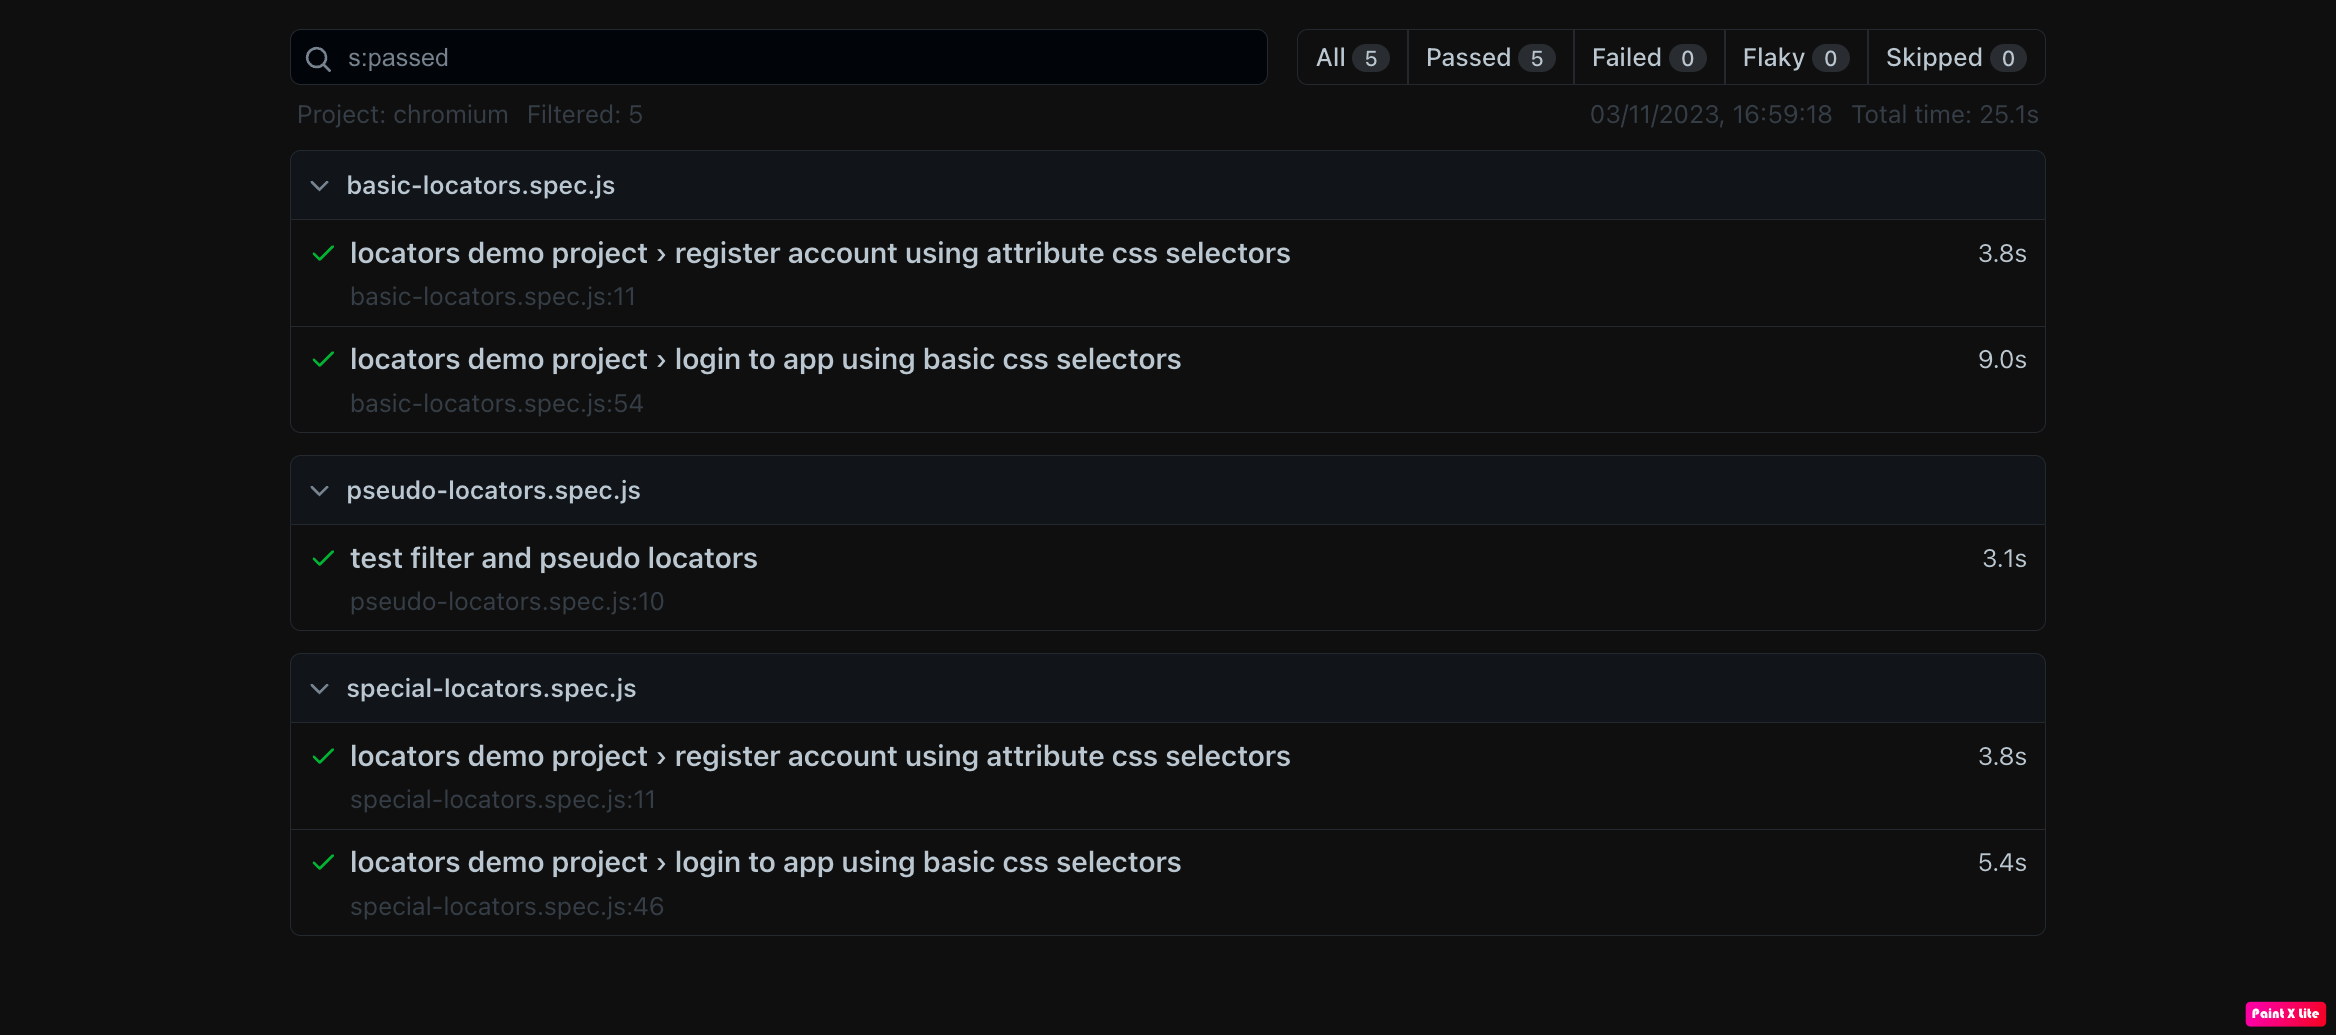 s:passed
All 5 Passed 5 Failed 0 Flaky 0 Skipped 0
Project: chromium Filtered: 5 03/11/2023, 16:59:18 Total time: 25.1s
basic-locators.spec.js
locators demo project › register account using attribute css selectors 3.8s
basic-locators.spec.js:11
locators demo project › login to app using basic css selectors 9.0s
basic-locators.spec.js:54
pseudo-locators.spec.js
test filter and pseudo locators 3.1s
pseudo-locators.spec.js:10
special-locators.spec.js
locators demo project › register account using attribute css selectors 3.8s
special-locators.spec.js:11
locators demo project › login to app using basic css selectors 5.4s
special-locators.spec.js:46
Paint X Lite